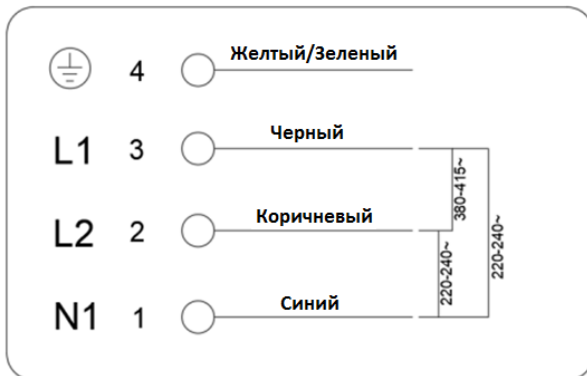 4 Желтый/Зеленый
L1 3 Черный
L2 2 Коричневый
N1 1 Синий
380-415~
220-240~
220-240~